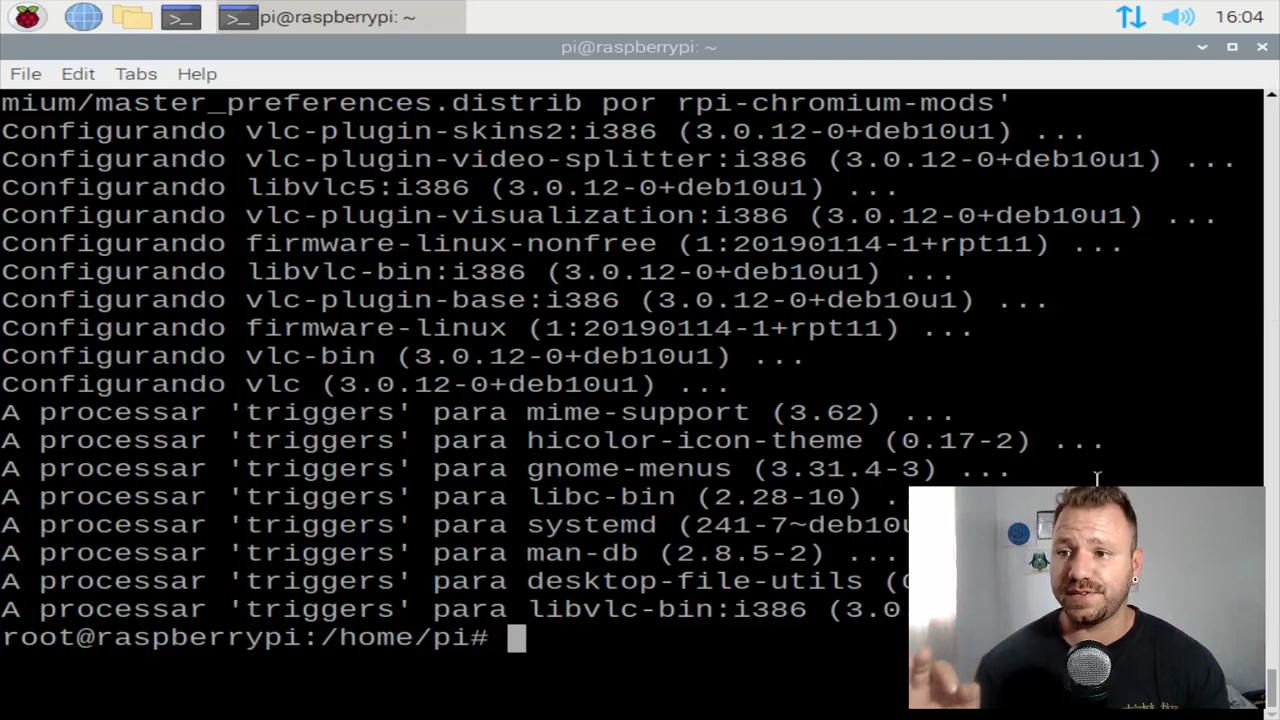 pi@raspberrypi: ~
16:04
pi@raspberrypi: ~
File Edit Tabs Help
mium/master_preferences.distrib por rpi-chromium-mods'
Configurando vlc-plugin-skins2:i386 (3.0.12-0+deb10u1) ...
Configurando vlc-plugin-video-splitter:i386 (3.0.12-0+deb10u1) ...
Configurando libvlc5:i386 (3.0.12-0+deb10u1) ...
Configurando vlc-plugin-visualization:i386 (3.0.12-0+deb10u1) ...
Configurando firmware-linux-nonfree (1:20190114-1+rpt11) ...
Configurando libvlc-bin:i386 (3.0.12-0+deb10u1) ...
Configurando vlc-plugin-base:i386 (3.0.12-0+deb10u1) ...
Configurando firmware-linux (1:20190114-1+rpt11) ...
Configurando vlc-bin (3.0.12-0+deb10u1) ...
Configurando vlc (3.0.12-0+deb10u1) ...
A processar 'triggers' para mime-support (3.62) ...
A processar 'triggers' para hicolor-icon-theme (0.17-2) ...
A processar 'triggers' para gnome-menus (3.31.4-3) ...
A processar 'triggers' para libc-bin (2.28-10) .
A processar 'triggers' para systemd (241-7~deb10u
A processar 'triggers' para man-db (2.8.5-2) ...
A processar 'triggers' para desktop-file-utils (
A processar 'triggers' para libvlc-bin:i386 (3.0
root@raspberrypi:/home/pi#